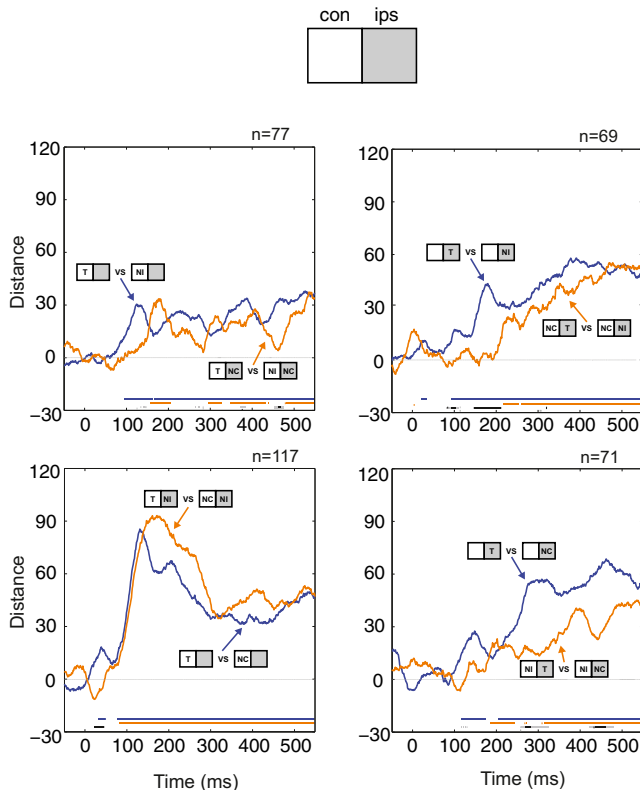 con ips
n=77
120
90
60
30
0
−30
Distance
T vs NI
T NC vs NI NC
0 100 200 300 400 500
n=69
120
90
60
30
0
−30
T vs NI
NC T vs NC NI
0 100 200 300 400 500
n=117
120
90
60
30
0
−30
Distance
T NI vs NC NI
T vs NC
0 100 200 300 400 500
Time (ms)
n=71
120
90
60
30
0
−30
T vs NC
NI T vs NI NC
0 100 200 300 400 500
Time (ms)